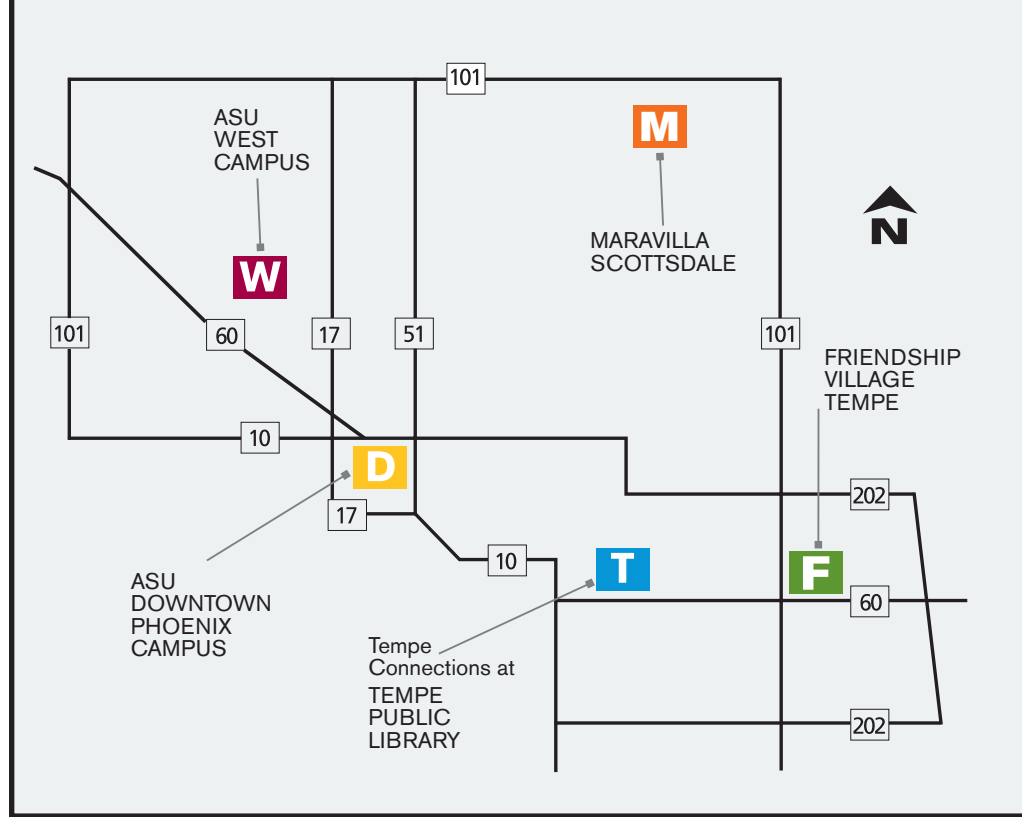 101
ASU
WEST
CAMPUS
M
N
MARAVILLA
SCOTTSDALE
W
101
60
17
51
101
FRIENDSHIP
VILLAGE
TEMPE
10
D
202
17
10
T
F
ASU
DOWNTOWN
PHOENIX
CAMPUS
60
Tempe
Connections at
TEMPE
PUBLIC
LIBRARY
202